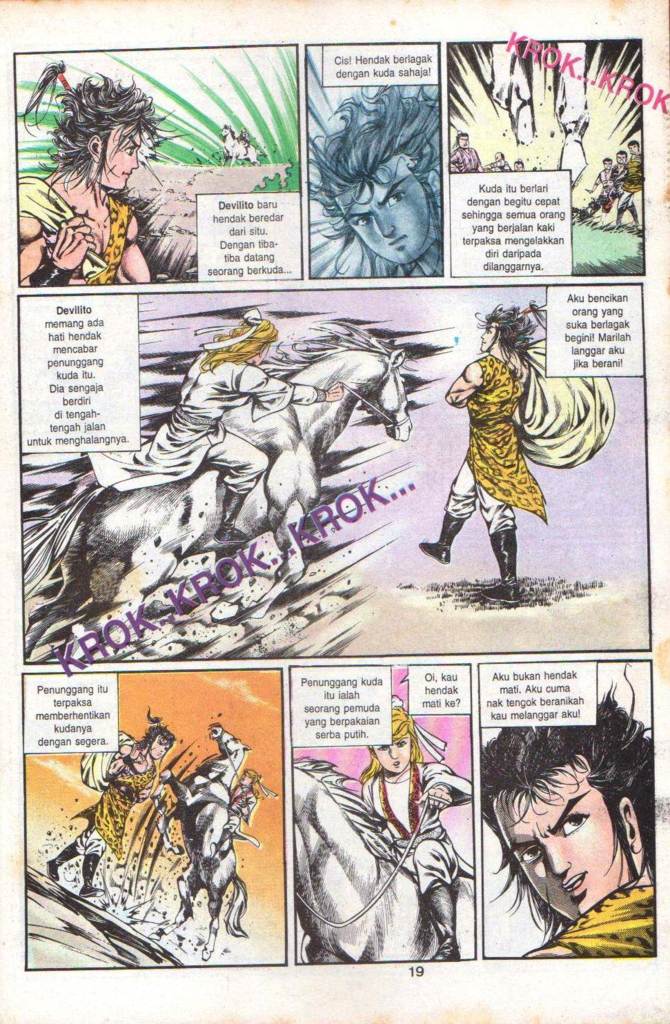 Devilito baru
hendak beredar
dari situ.
Dengan tiba-
tiba datang
seorang berkuda...
Cis! Hendak berlagak
dengan kuda sahaja!
KROK...KROK
Kuda itu berlari
dengan begitu cepat
sehingga semua orang
yang berjalan kaki
terpaksa mengelakkan
diri daripada
dilanggarnya.
Devilito
memang ada
hati hendak
mencabar
penunggang
kuda itu.
Dia sengaja
berdiri
di tengah-
tengah jalan
untuk menghalangnya.
Aku bencikan
orang yang
suka berlagak
begini! Marilah
langgar aku
jika berani!
KROK..KROK..KROK...KROK...
Penunggang itu
terpaksa
memberhentikan
kudanya
dengan segera.
Penunggang kuda
itu ialah
seorang pemuda
yang berpakaian
serba putih.
Oi, kau
hendak
mati ke?
Aku bukan hendak
mati. Aku cuma
nak tengok beranikah
kau melanggar aku!
19